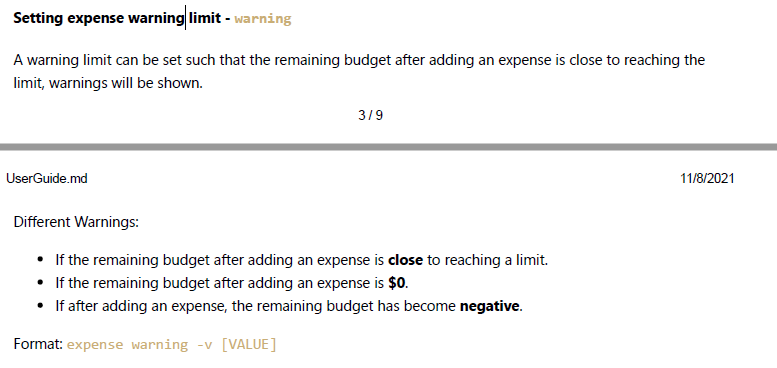 Setting expense warning limit - warning
A warning limit can be set such that the remaining budget after adding an expense is close to reaching the
limit, warnings will be shown.
3 / 9
UserGuide.md 11/8/2021
Different Warnings:
• If the remaining budget after adding an expense is close to reaching a limit.
• If the remaining budget after adding an expense is $0.
• If after adding an expense, the remaining budget has become negative.
Format: expense warning -v [VALUE]